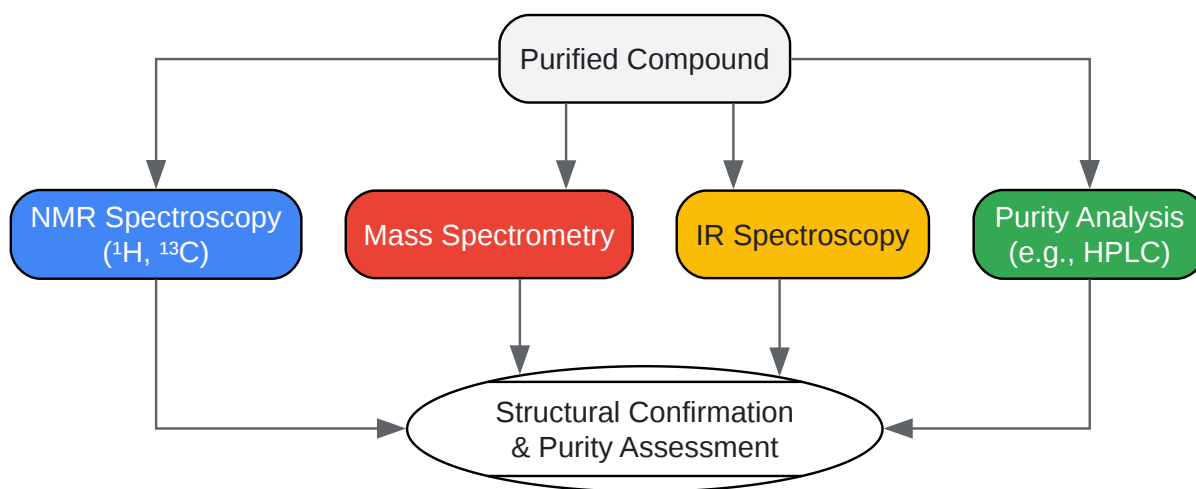 Purified Compound
NMR Spectroscopy
(¹H, ¹³C)
Mass Spectrometry
IR Spectroscopy
Purity Analysis
(e.g., HPLC)
Structural Confirmation
& Purity Assessment